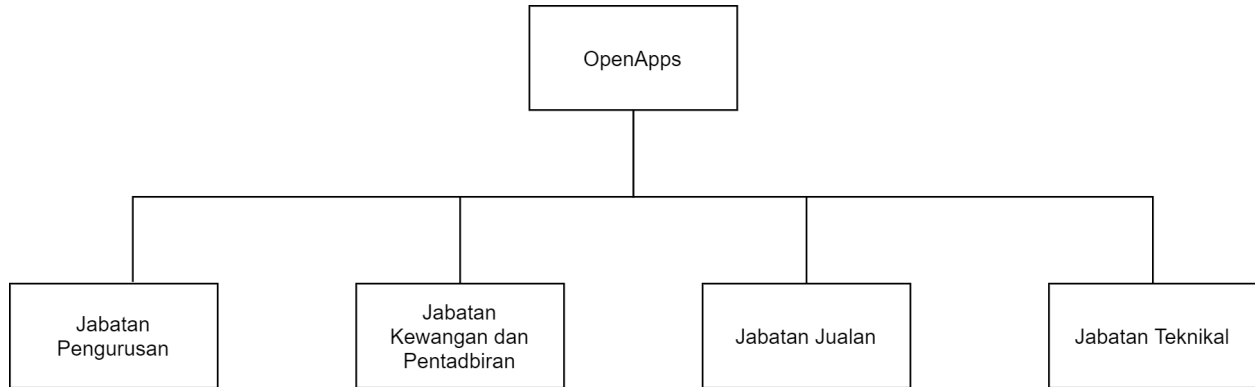 OpenApps
Jabatan
Pengurusan
Jabatan
Kewangan dan
Pentadbiran
Jabatan Jualan
Jabatan Teknikal